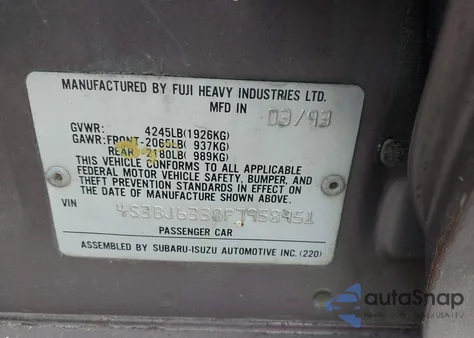 MANUFACTURED BY FUJI HEAVY INDUSTRIES LTD.
MFD IN 03/93
GVWR: 4245LB(1926KG)
GAWR:FRONT-2065LB( 937KG)
REAR -2180LB( 989KG)
THIS VEHICLE CONFORMS TO ALL APPLICABLE
FEDERAL MOTOR VEHICLE SAFETY, BUMPER, AND
THEFT PREVENTION STANDARDS IN EFFECT ON
THE DATE OF MANUFACTURE SHOWN ABOVE.
VIN
PASSENGER CAR
ASSEMBLED BY SUBARU-ISUZU AUTOMOTIVE INC. (220)
autoSnap